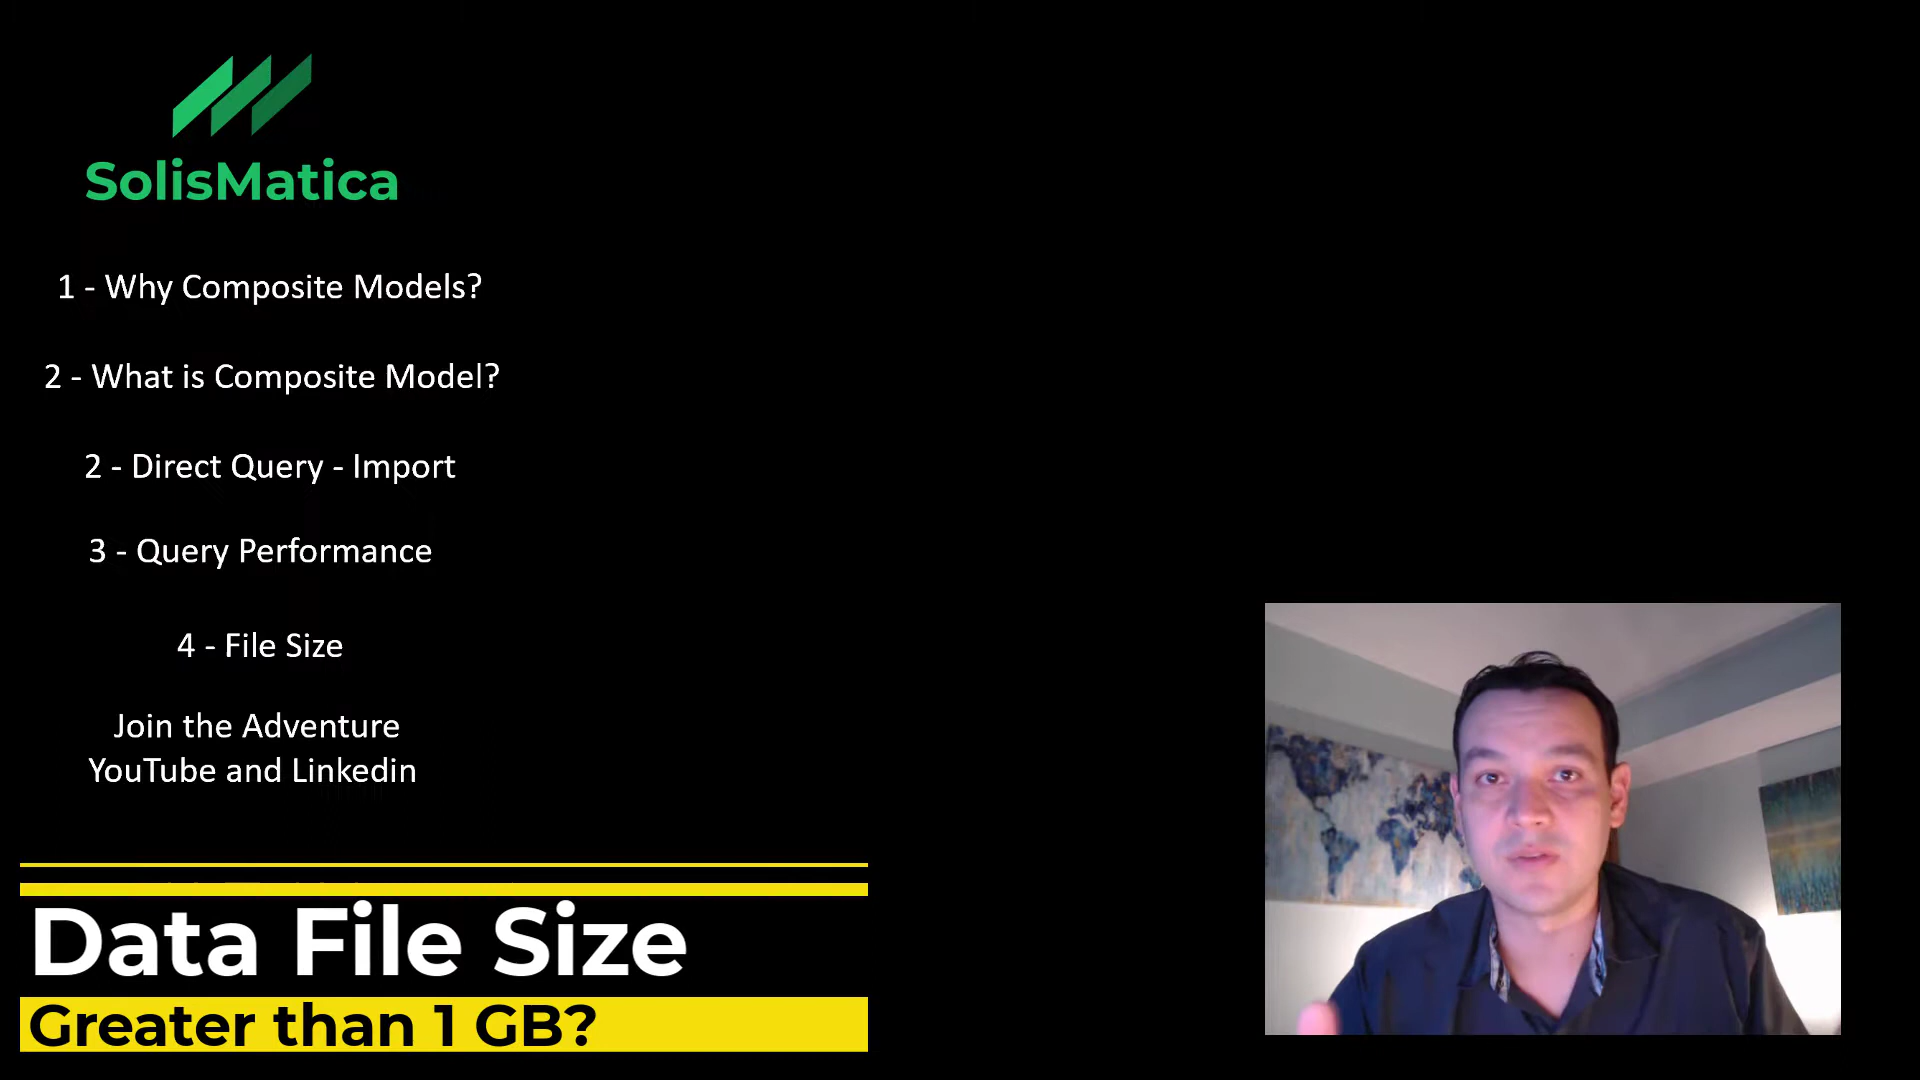 SolisMatica
1 - Why Composite Models?
2 - What is Composite Model?
2 - Direct Query - Import
3 - Query Performance
4 - File Size
Join the Adventure
YouTube and Linkedin
Data File Size
Greater than 1 GB?